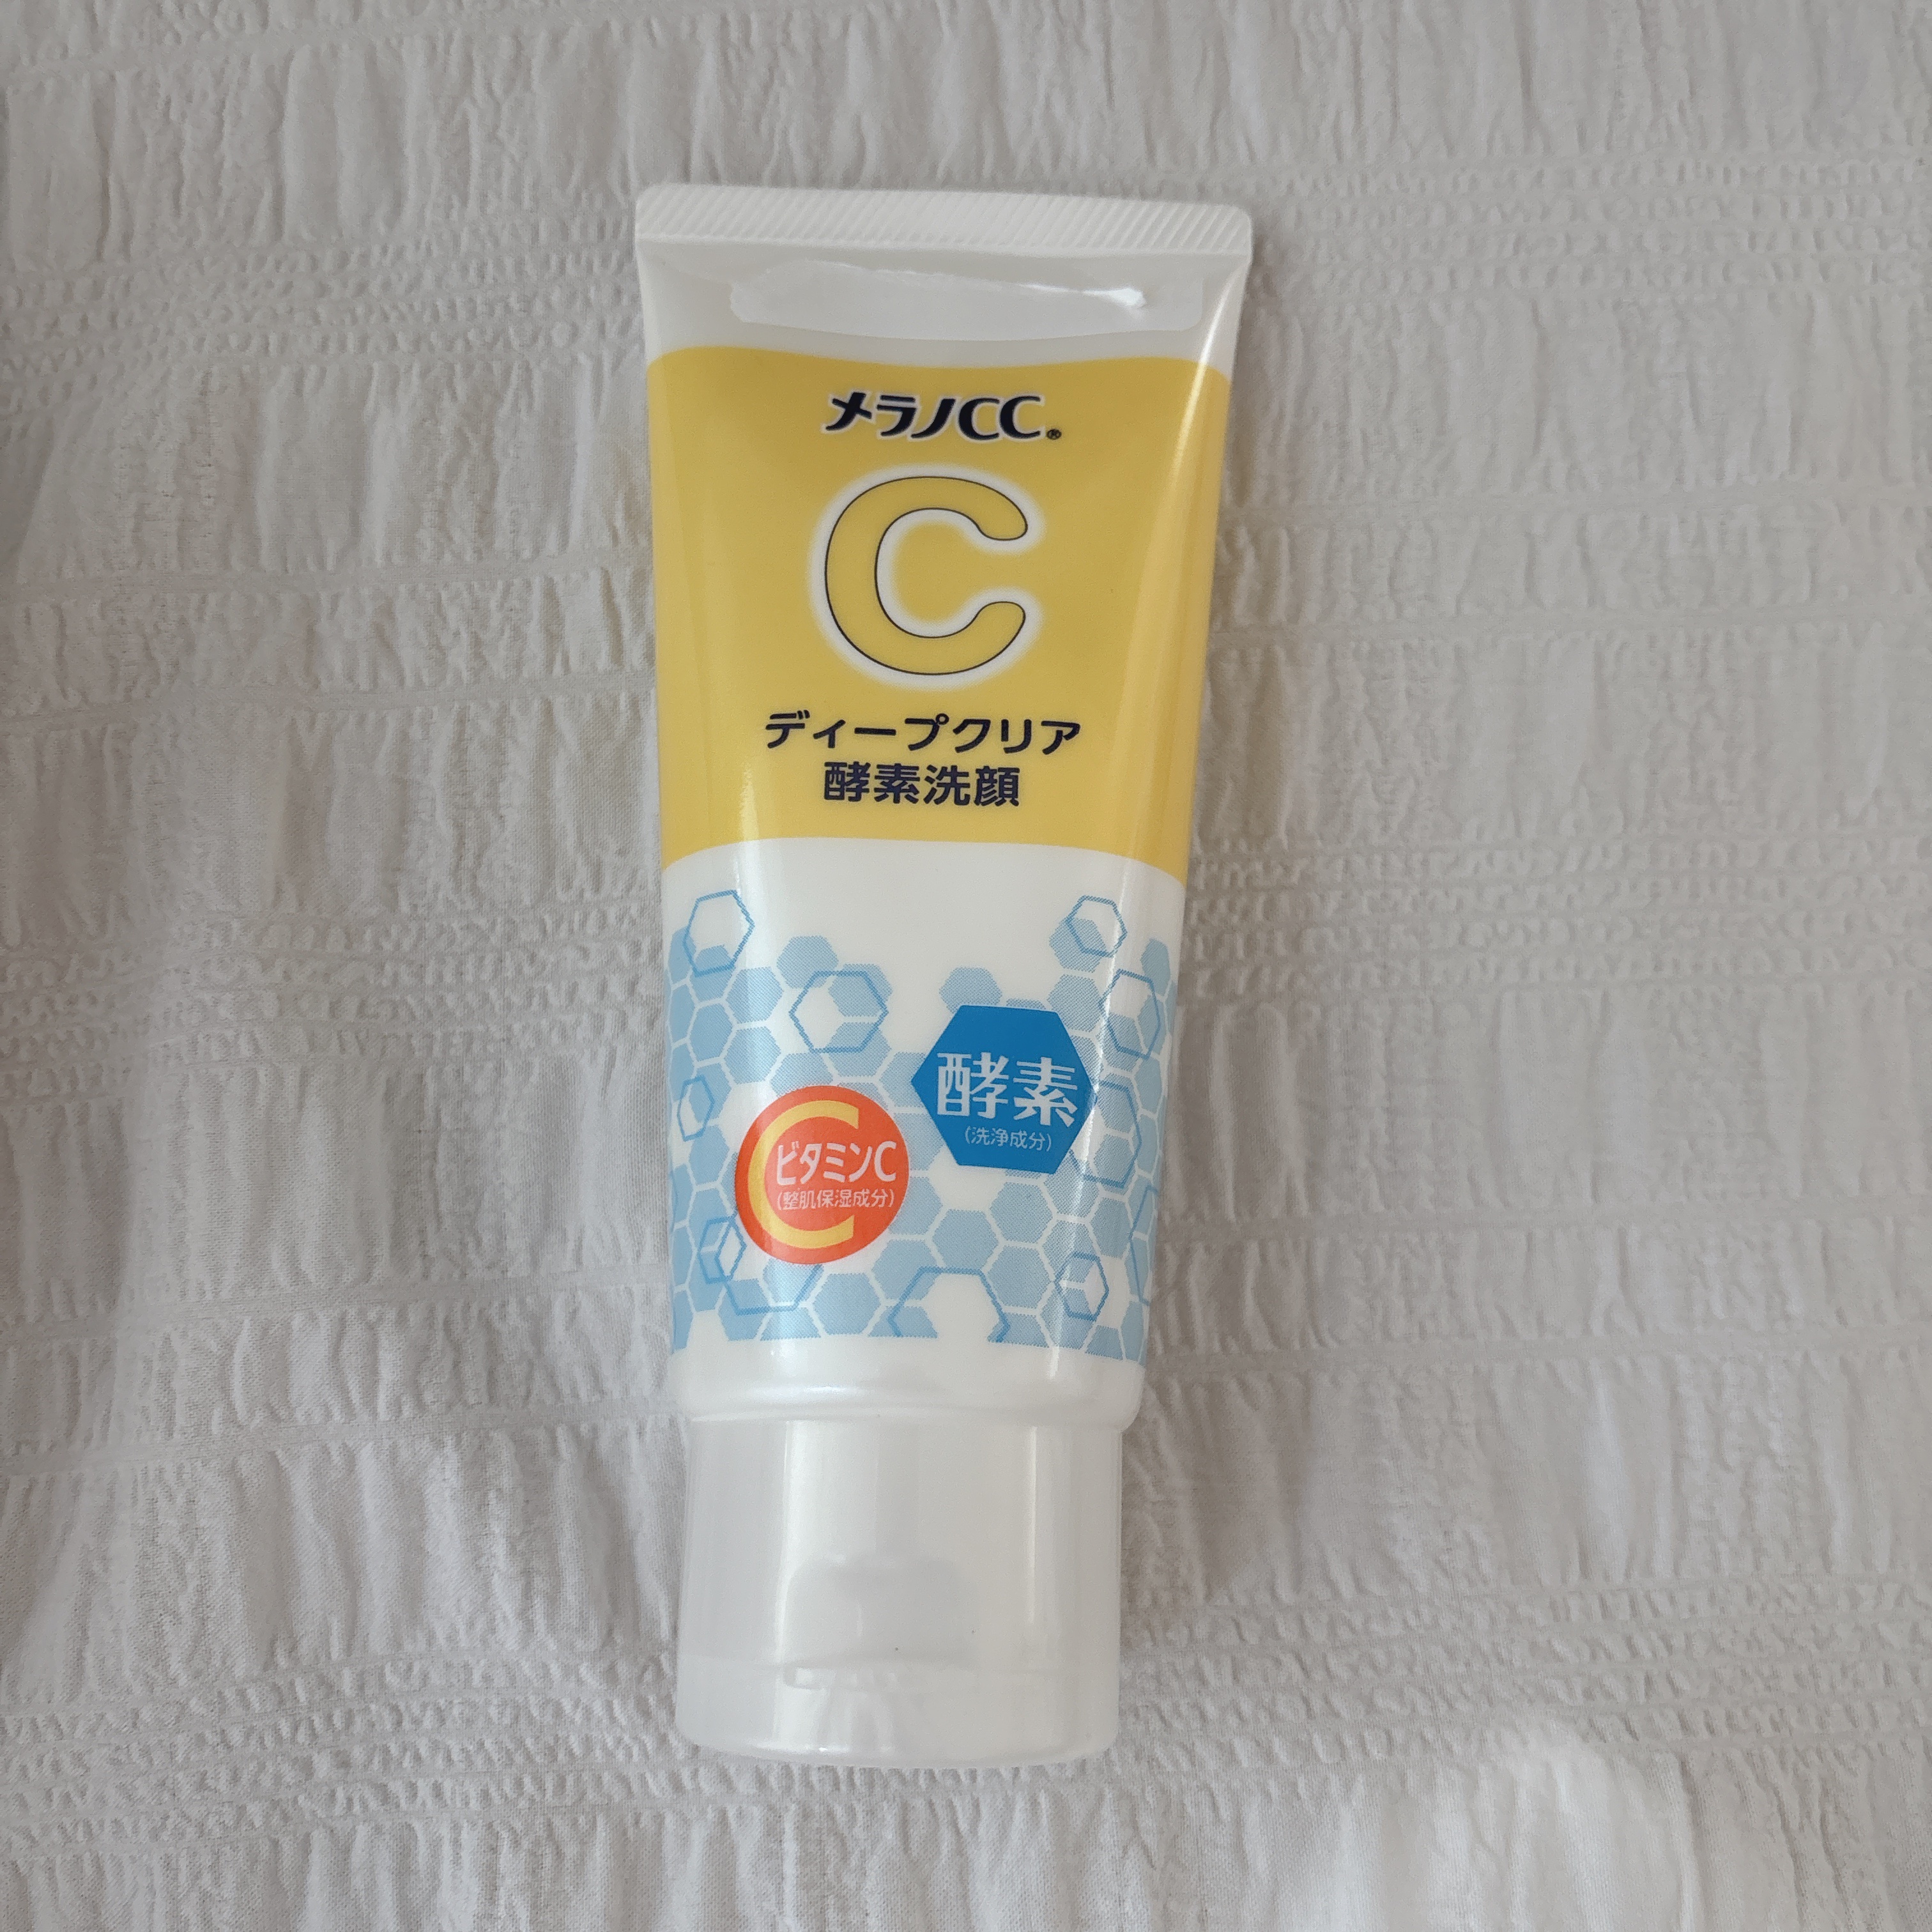 メラノCC®
C
ディープクリア
酵素洗顔
酵素
(洗浄成分)
C
ビタミンC
(整肌保湿成分)